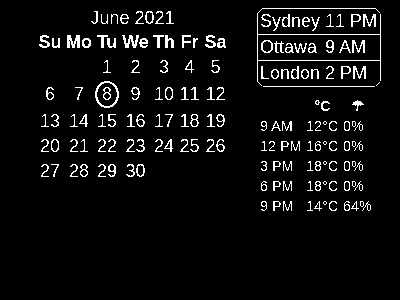 June 2021
Su Mo Tu We Th Fr Sa
1 2 3 4 5
6 7 8 9 10 11 12
13 14 15 16 17 18 19
20 21 22 23 24 25 26
27 28 29 30
Sydney 11 PM
Ottawa 9 AM
London 2 PM
°C ☂
9 AM 12°C 0%
12 PM 16°C 0%
3 PM 18°C 0%
6 PM 18°C 0%
9 PM 14°C 64%